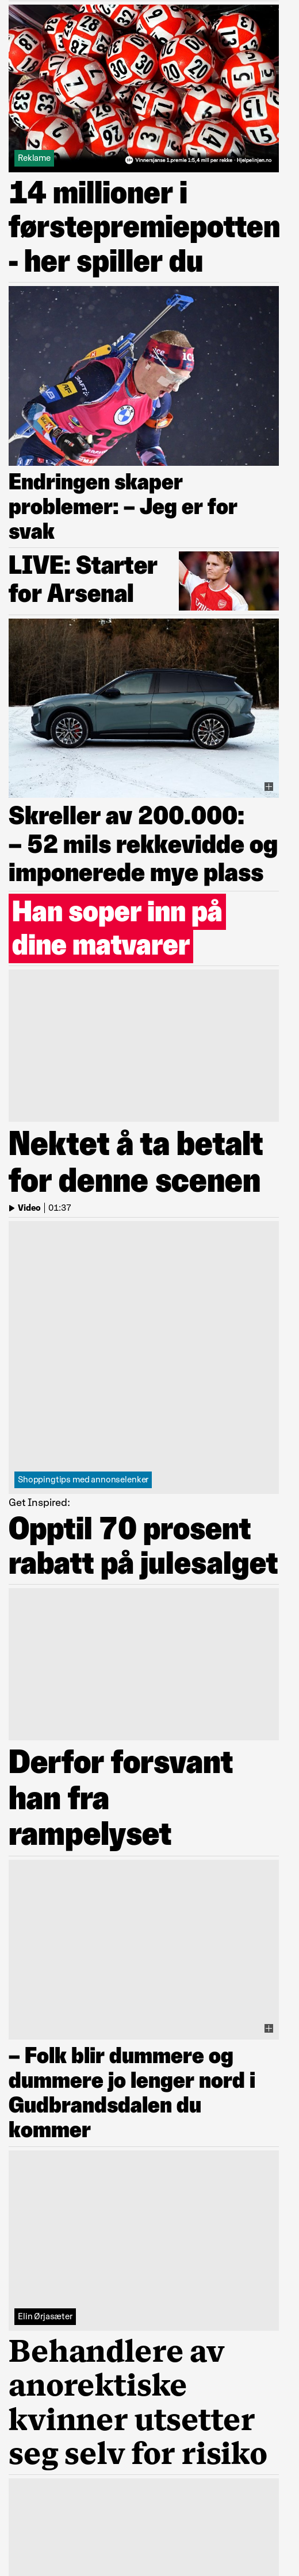 Reklame
Vinnersjanse 1.premie 1:5,4 mill per rekke - Hjelpelinjen.no
14 millioner i
førstepremiepotten
- her spiller du
Endringen skaper
problemer: – Jeg er for
svak
LIVE: Starter
for Arsenal
Skreller av 200.000:
– 52 mils rekkevidde og
imponerede mye plass
Han soper inn på
dine matvarer
Nektet å ta betalt
for denne scenen
Video | 01:37
Shoppingtips med annonselenker
Get Inspired:
Opptil 70 prosent
rabatt på julesalget
Derfor forsvant
han fra
rampelyset
– Folk blir dummere og
dummere jo lenger nord i
Gudbrandsdalen du
kommer
Elin Ørjasæter
Behandlere av
anorektiske
kvinner utsetter
seg selv for risiko